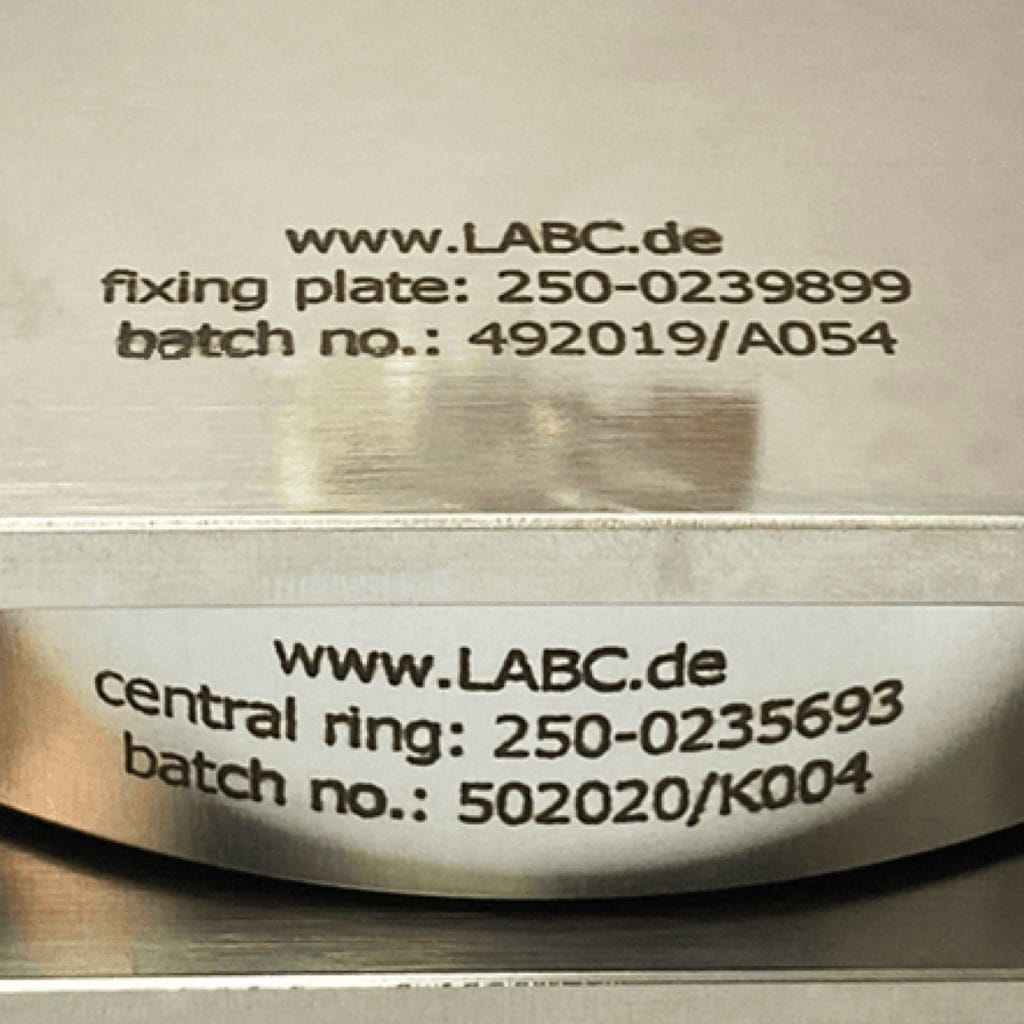 www.LABC.de
fixing plate: 250-0239899
batch no.: 492019/A054
www.LABC.de
central ring: 250-0235693
batch no.: 502020/K004